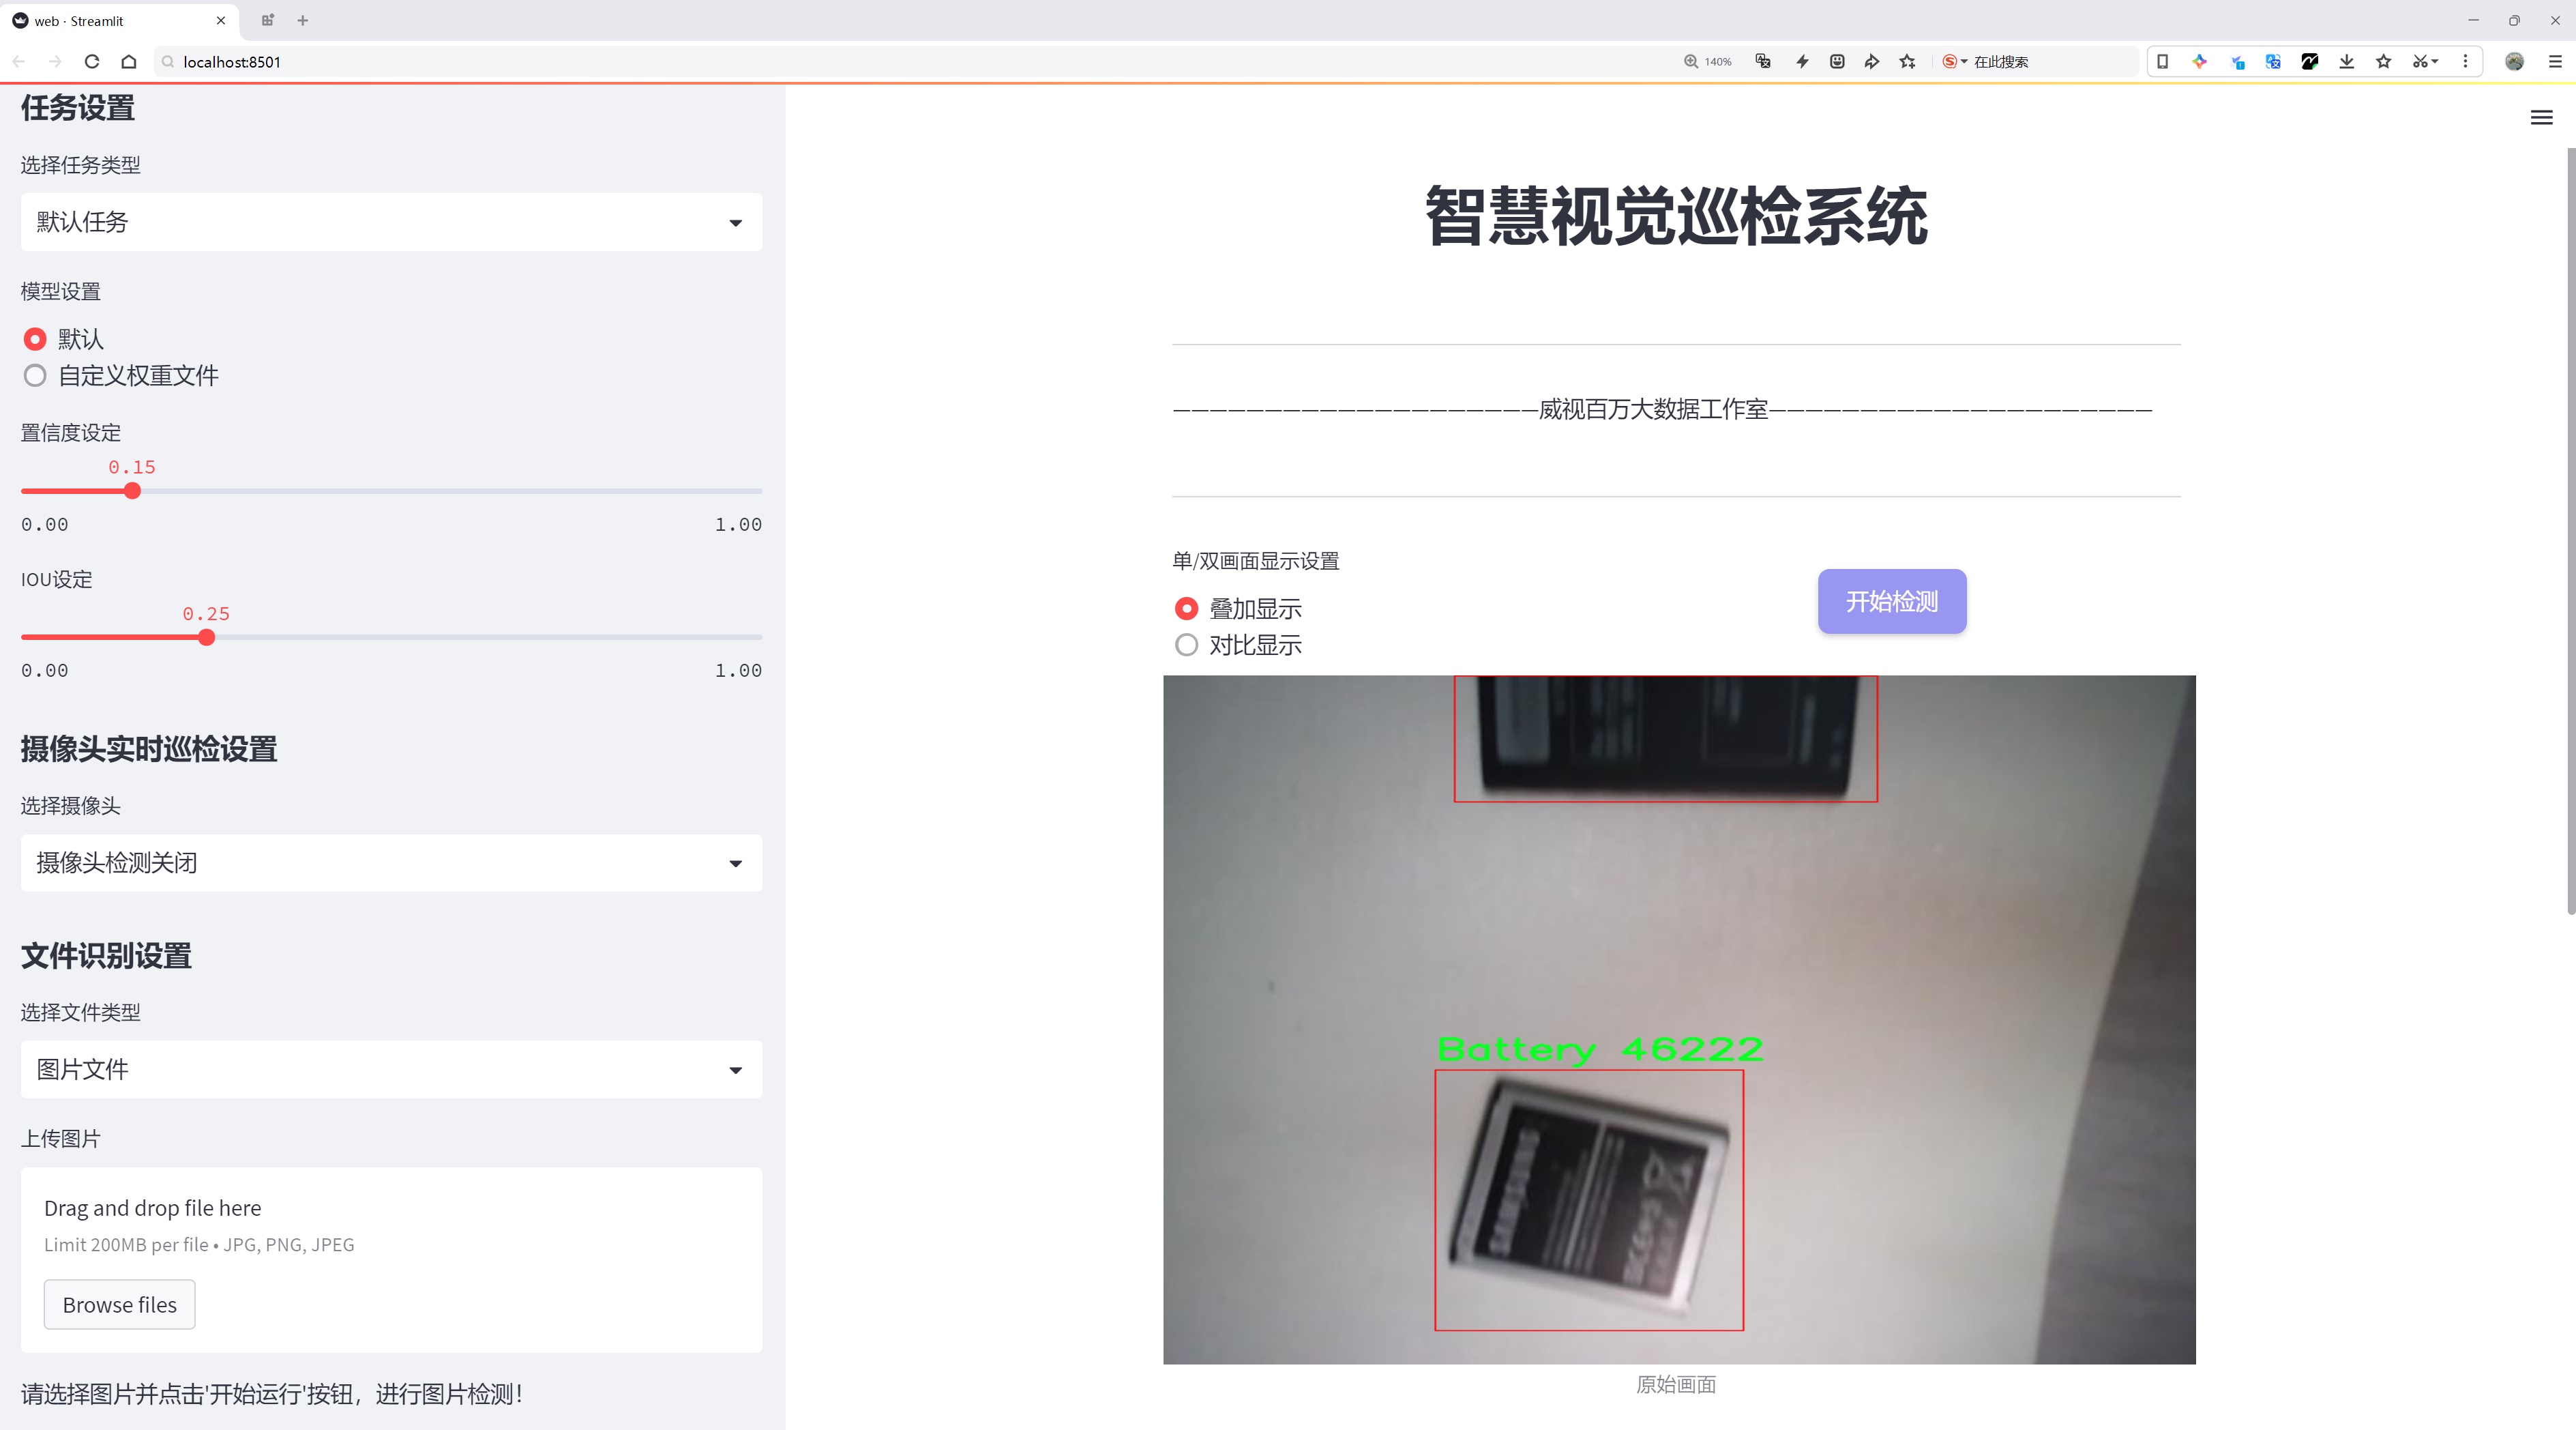 web · Streamlit
localhost:8501
140%
在此搜索
任务设置
选择任务类型
默认任务
模型设置
默认
自定义权重文件
置信度设定
0.15
0.00 1.00
IOU设定
0.25
0.00 1.00
摄像头实时巡检设置
选择摄像头
摄像头检测关闭
文件识别设置
选择文件类型
图片文件
上传图片
Drag and drop file here
Limit 200MB per file • JPG, PNG, JPEG
Browse files
请选择图片并点击'开始运行'按钮，进行图片检测！
智慧视觉巡检系统
————————————————————威视百万大数据工作室—————————————————————
单/双画面显示设置
叠加显示
对比显示
开始检测
Battery 46222
SAMSUNG
原始画面